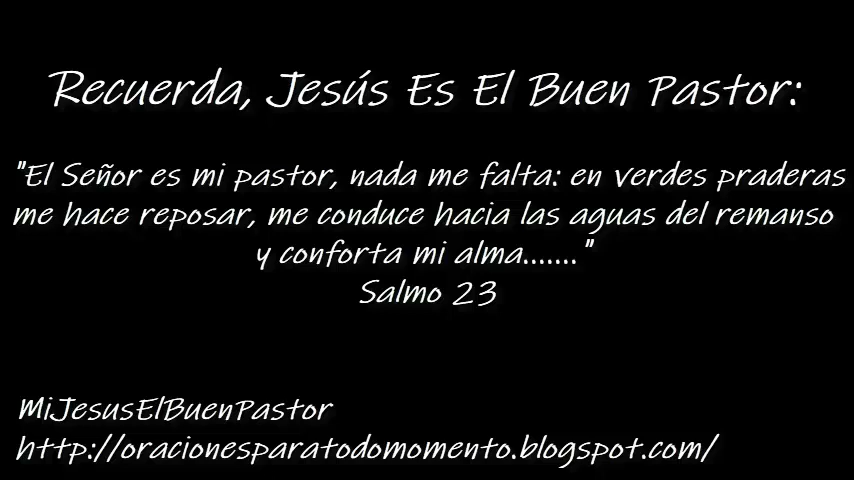 Recuerda, Jesús Es El Buen Pastor:
"El Señor es mi pastor, nada me falta: en verdes praderas
me hace reposar, me conduce hacia las aguas del remanso
y conforta mi alma......."
Salmo 23
MiJesusElBuenPastor
http://oracionesparatodomomento.blogspot.com/